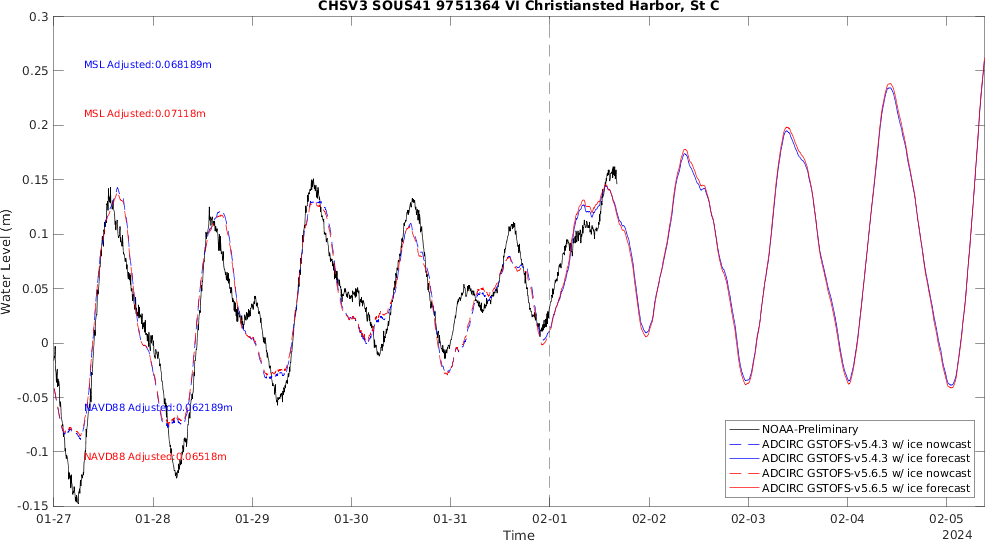 CHSV3 SOUS41 9751364 VI Christiansted Harbor, St C
0.3
0.25
0.2
0.15
0.1
0.05
0
-0.05
-0.1
-0.15
Water Level (m)
MSL Adjusted:0.068189m
MSL Adjusted:0.07118m
NAVD88 Adjusted:0.062189m
NAVD88 Adjusted:0.06518m
NOAA-Preliminary
ADCIRC GSTOFS-v5.4.3 w/ ice nowcast
ADCIRC GSTOFS-v5.4.3 w/ ice forecast
ADCIRC GSTOFS-v5.6.5 w/ ice nowcast
ADCIRC GSTOFS-v5.6.5 w/ ice forecast
01-27 01-28 01-29 01-30 01-31 02-01 02-02 02-03 02-04 02-05
Time
2024